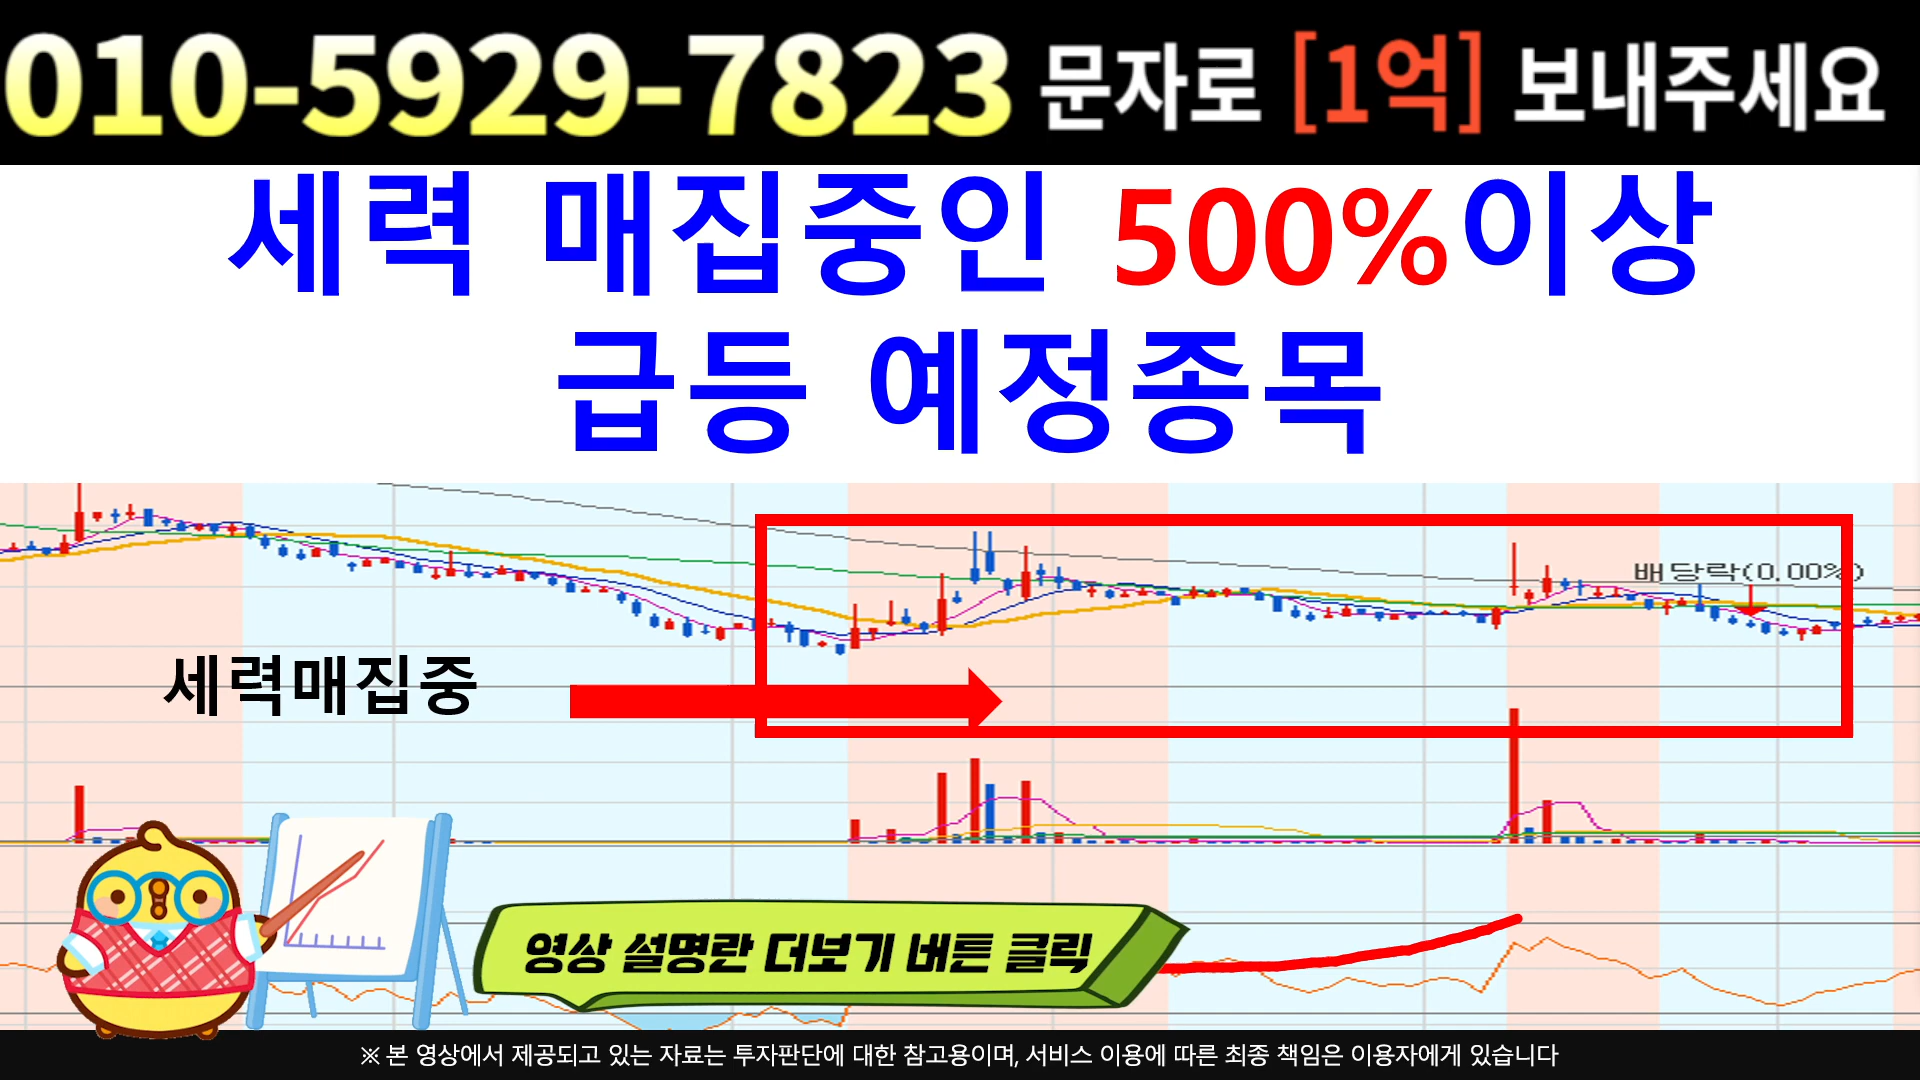 010-5929-7823 문자로 [1억] 보내주세요
세력 매집중인 500%이상
급등 예정종목
배당락(0.00%)
세력매집중
영상 설명란 더보기 버튼 클릭
※ 본 영상에서 제공되고 있는 자료는 투자판단에 대한 참고용이며, 서비스 이용에 따른 최종 책임은 이용자에게 있습니다